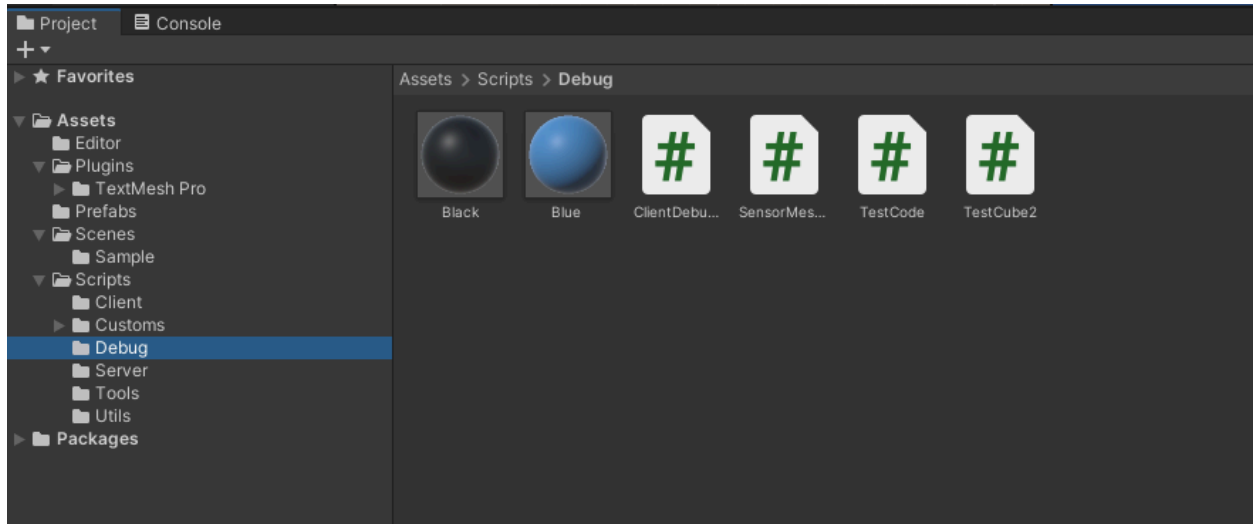 Project
Console
Favorites
Assets
Editor
Plugins
TextMesh Pro
Prefabs
Scenes
Sample
Scripts
Client
Customs
Debug
Server
Tools
Utils
Packages
Assets > Scripts > Debug
Black
Blue
ClientDebu...
SensorMes...
TestCode
TestCube2